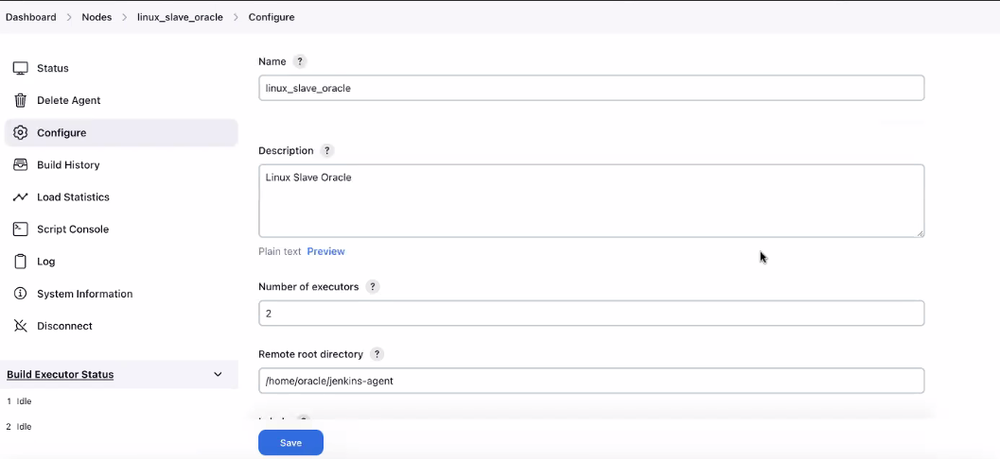 Dashboard > Nodes > linux_slave_oracle > Configure
Status
Delete Agent
Configure
Build History
Load Statistics
Script Console
Log
System Information
Disconnect
Build Executor Status
1 Idle
2 Idle
Name ?
linux_slave_oracle
Description ?
Linux Slave Oracle
Plain text Preview
Number of executors ?
2
Remote root directory ?
/home/oracle/jenkins-agent
Save